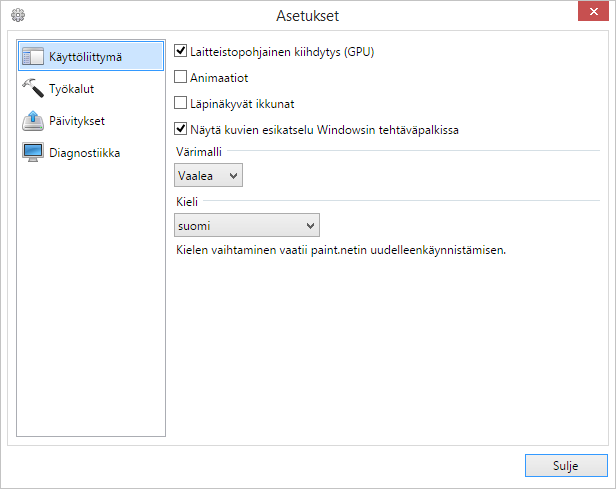 Asetukset
Käyttöliittymä
Työkalut
Päivitykset
Diagnostiikka
Laitteistopohjainen kiihdytys (GPU)
Animaatiot
Läpinäkyvät ikkunat
Näytä kuvien esikatselu Windowsin tehtäväpalkissa
Värimalli
Vaalea
Kieli
suomi
Kielen vaihtaminen vaatii paint.netin uudelleenkäynnistämisen.
Sulje